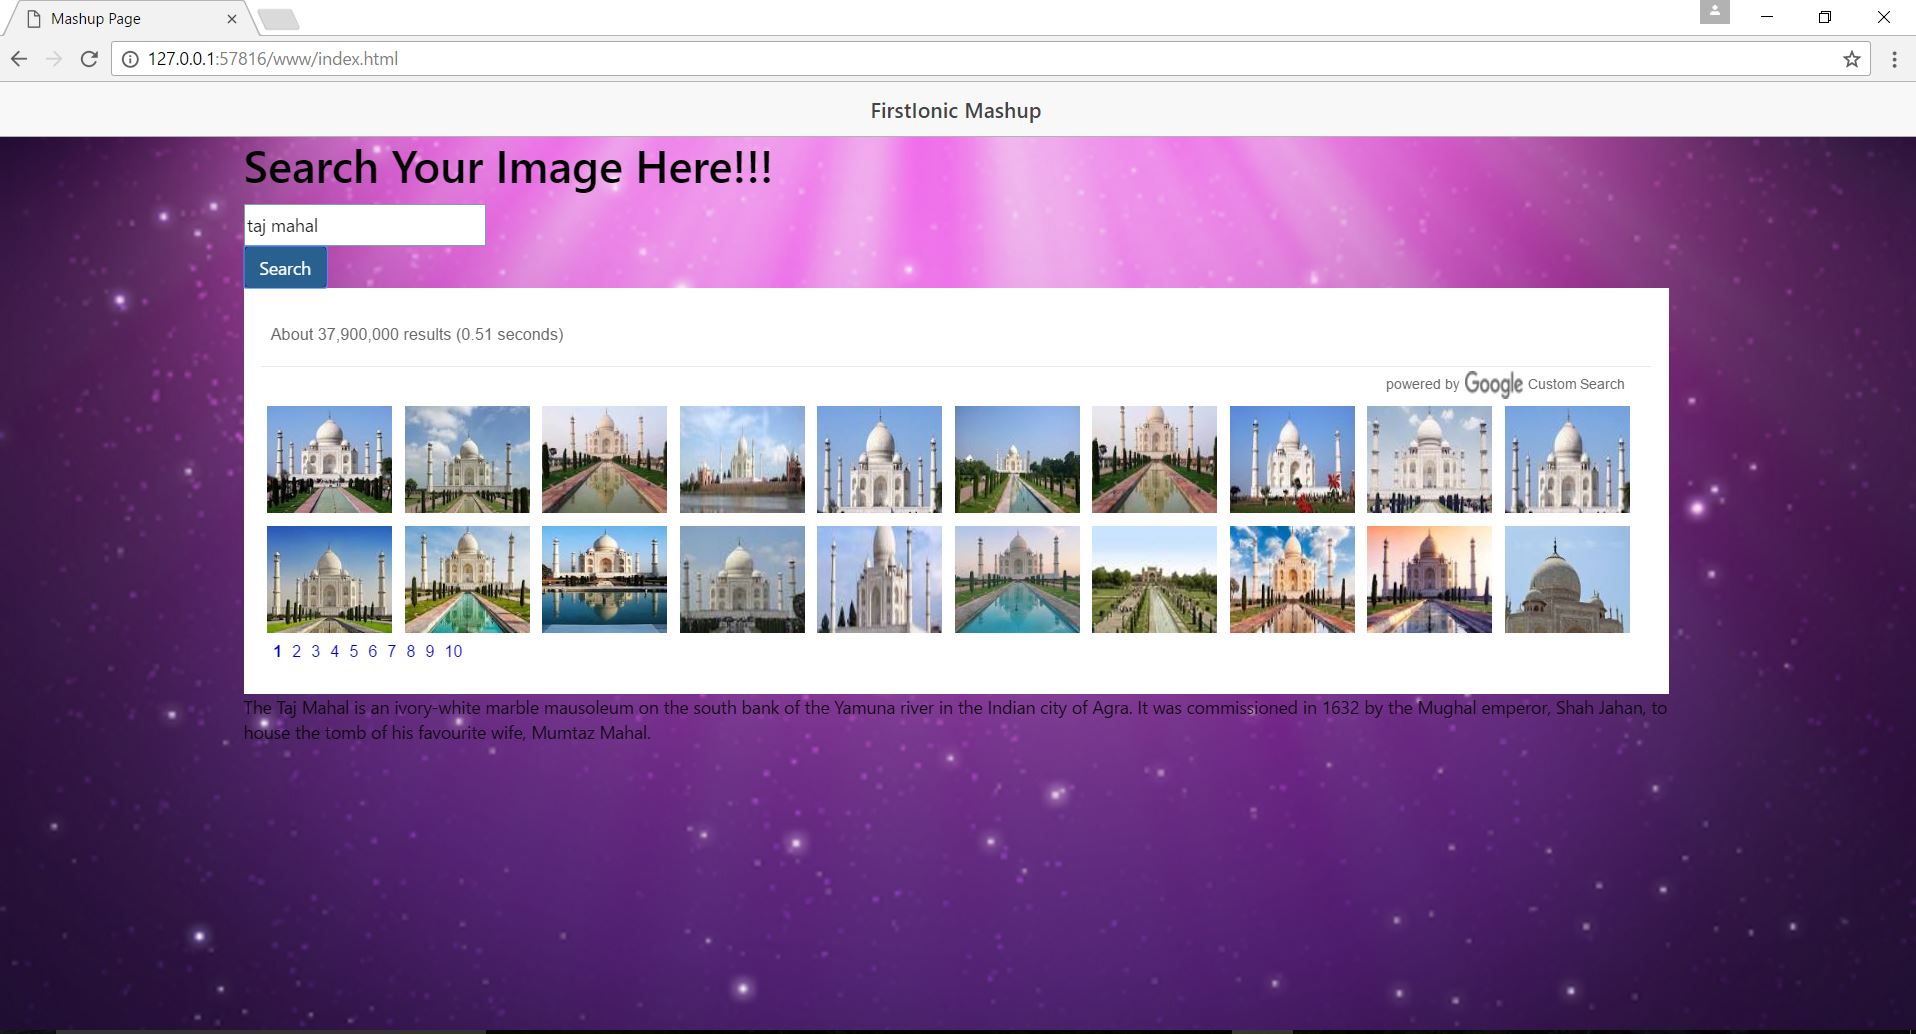 Mashup Page
127.0.0.1:57816/www/index.html
FirstIonic Mashup
Search Your Image Here!!!
taj mahal
Search
About 37,900,000 results (0.51 seconds)
powered by Google Custom Search
1 2 3 4 5 6 7 8 9 10
The Taj Mahal is an ivory-white marble mausoleum on the south bank of the Yamuna river in the Indian city of Agra. It was commissioned in 1632 by the Mughal emperor, Shah Jahan, to
house the tomb of his favourite wife, Mumtaz Mahal.